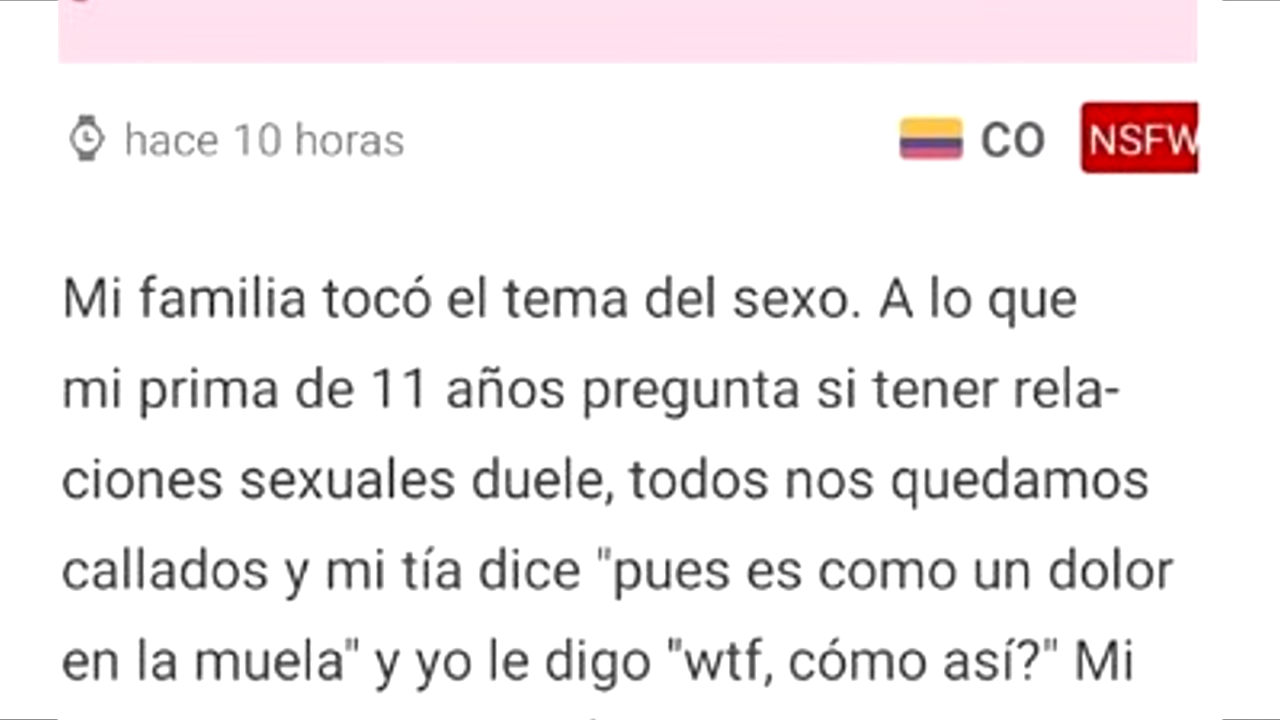 hace 10 horas CO NSFW
Mi familia tocó el tema del sexo. A lo que
mi prima de 11 años pregunta si tener rela-
ciones sexuales duele, todos nos quedamos
callados y mi tía dice "pues es como un dolor
en la muela" y yo le digo "wtf, cómo así?" Mi